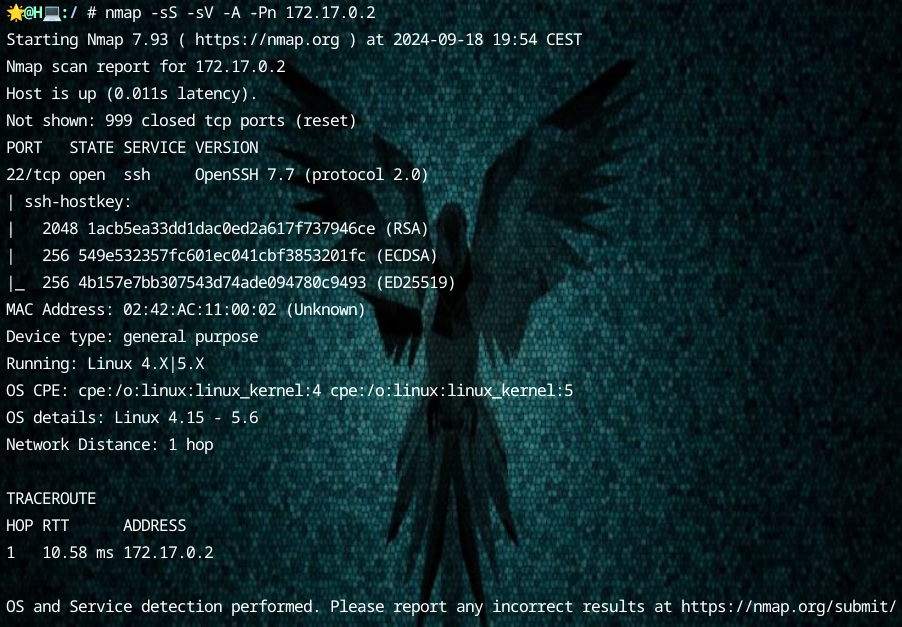 🌟@H💻:/ # nmap -sS -sV -A -Pn 172.17.0.2
Starting Nmap 7.93 ( https://nmap.org ) at 2024-09-18 19:54 CEST
Nmap scan report for 172.17.0.2
Host is up (0.011s latency).
Not shown: 999 closed tcp ports (reset)
PORT   STATE SERVICE VERSION
22/tcp open  ssh     OpenSSH 7.7 (protocol 2.0)
| ssh-hostkey:
|   2048 1acb5ea33dd1dac0ed2a617f737946ce (RSA)
|   256 549e532357fc601ec041cbf3853201fc (ECDSA)
|_  256 4b157e7bb307543d74ade094780c9493 (ED25519)
MAC Address: 02:42:AC:11:00:02 (Unknown)
Device type: general purpose
Running: Linux 4.X|5.X
OS CPE: cpe:/o:linux:linux_kernel:4 cpe:/o:linux:linux_kernel:5
OS details: Linux 4.15 - 5.6
Network Distance: 1 hop
TRACEROUTE
HOP RTT      ADDRESS
1   10.58 ms 172.17.0.2
OS and Service detection performed. Please report any incorrect results at https://nmap.org/submit/